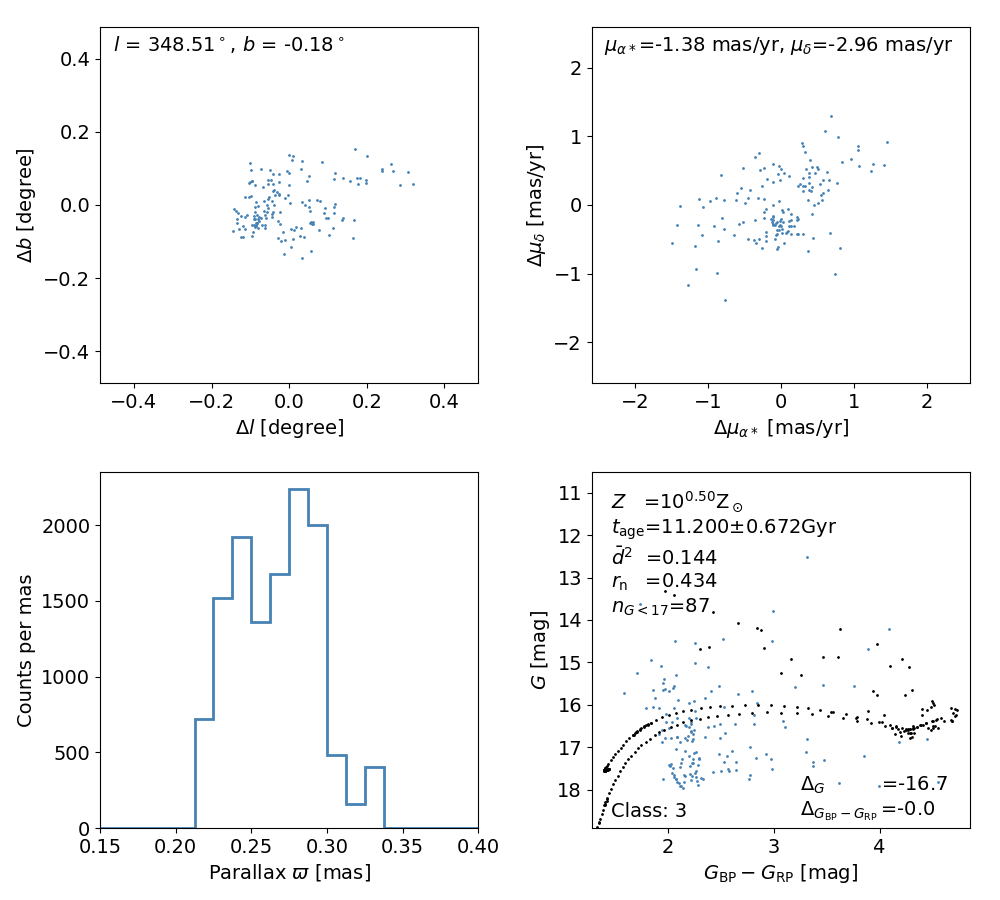 l = 348.51°, b = -0.18°
0.4
0.2
0.0
−0.2
−0.4
−0.4 −0.2 0.0 0.2 0.4
Δl [degree]
Δb [degree]
μα*=-1.38 mas/yr, μδ=-2.96 mas/yr
2
1
0
−1
−2
−2 −1 0 1 2
Δμα* [mas/yr]
Δμδ [mas/yr]
2000
1500
1000
500
0
0.15 0.20 0.25 0.30 0.35 0.40
Parallax ϖ [mas]
Counts per mas
11
12
13
14
15
16
17
18
Z =10^0.50 Z⊙
t_age=11.200±0.672Gyr
d̄² =0.144
r_n =0.434
n_G<17=87
Δ_G =-16.7
Δ_G_BP−G_RP =-0.0
Class: 3
2 3 4
G_BP − G_RP [mag]
G [mag]